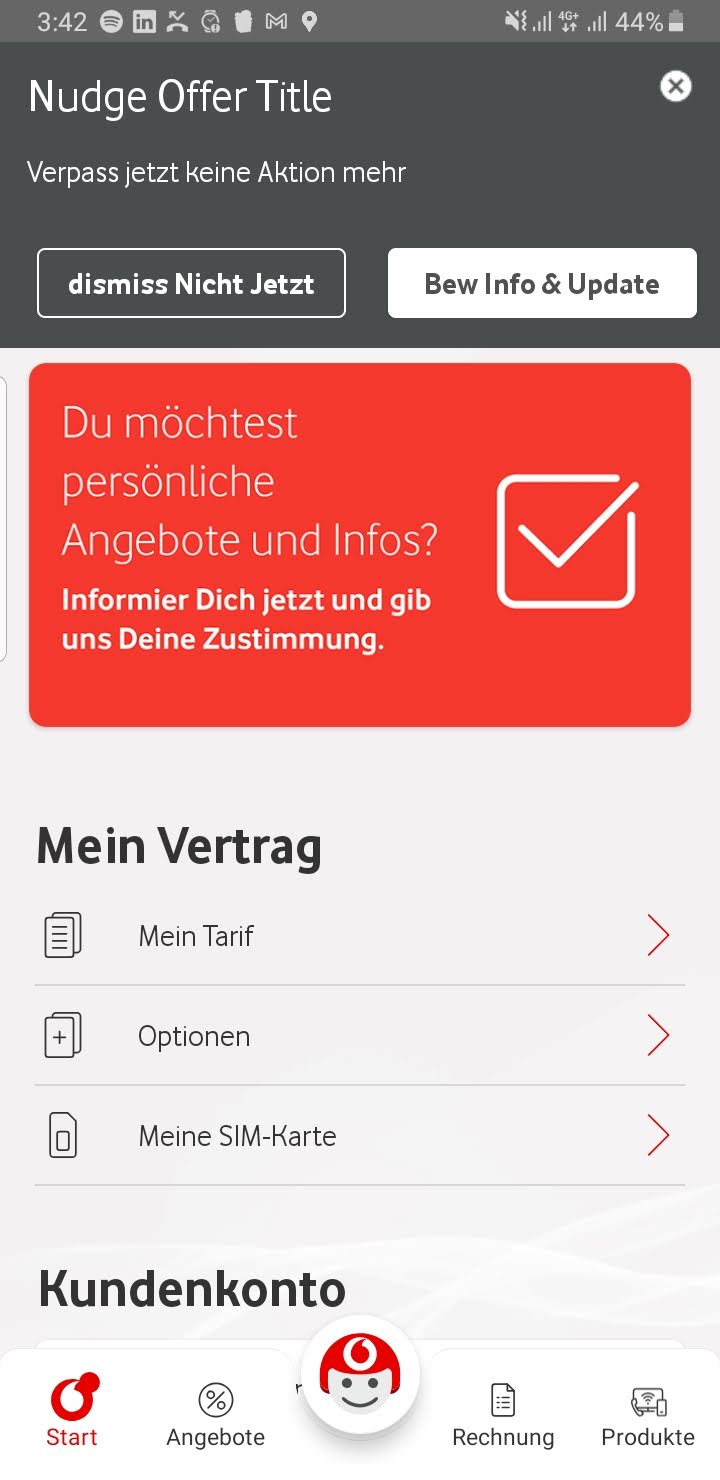 3:42 4G+ 44%
Nudge Offer Title
Verpass jetzt keine Aktion mehr
dismiss Nicht Jetzt
Bew Info & Update
Du möchtest
persönliche
Angebote und Infos?
Informier Dich jetzt und gib
uns Deine Zustimmung.
Mein Vertrag
Mein Tarif
Optionen
Meine SIM-Karte
Kundenkonto
Start
Angebote
Rechnung
Produkte